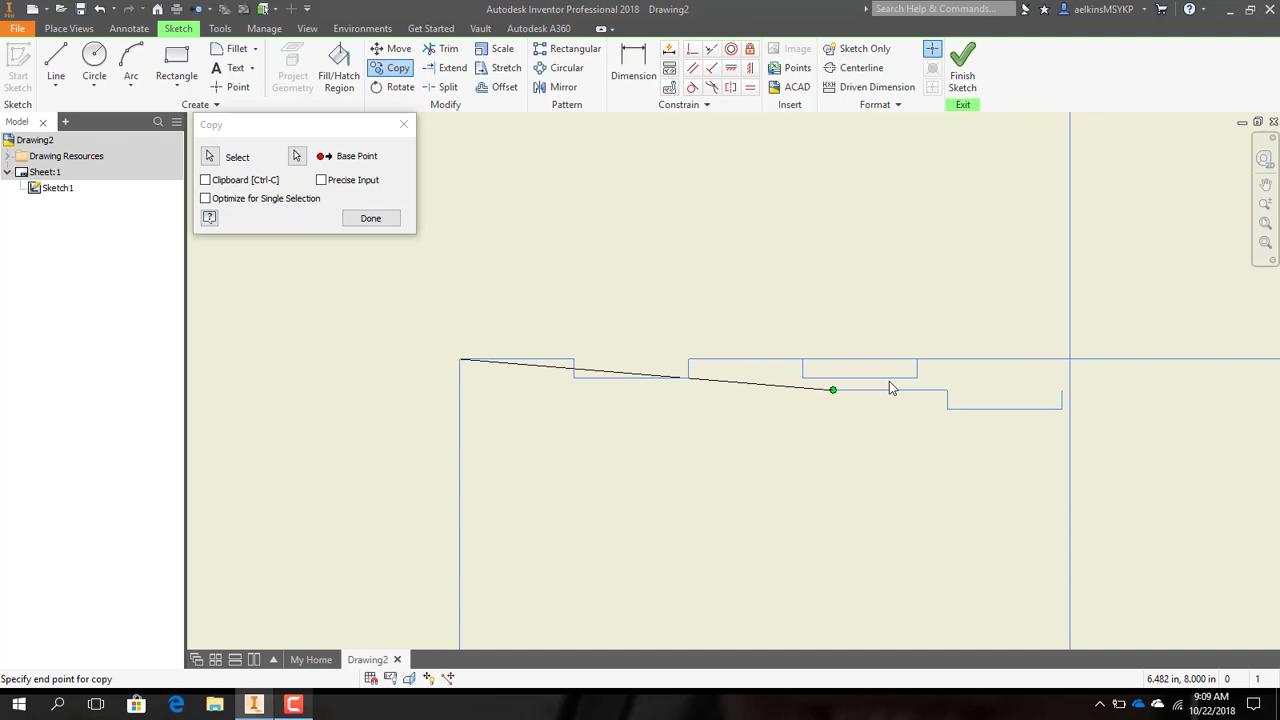 Autodesk Inventor Professional 2018 Drawing2
Search Help & Commands...
aelkinsMSYKP
File Place Views Annotate Sketch Tools Manage View Environments Get Started Vault Autodesk A360
Start Sketch
Line
Circle
Arc
Rectangle
Fillet
Text
Point
Project Geometry
Fill/Hatch Region
Move
Copy
Rotate
Trim
Extend
Split
Scale
Stretch
Offset
Rectangular
Circular
Mirror
Dimension
Image
Points
ACAD
Sketch Only
Centerline
Driven Dimension
Finish Sketch
Sketch Create Modify Pattern Constrain Insert Format Exit
Model
Drawing2
Drawing Resources
Sheet:1
Sketch1
Copy
Select
Base Point
Clipboard [Ctrl-C]
Precise Input
Optimize for Single Selection
Done
My Home
Drawing2
Specify end point for copy
6.482 in, 8.000 in 0 1
9:09 AM
10/22/2018